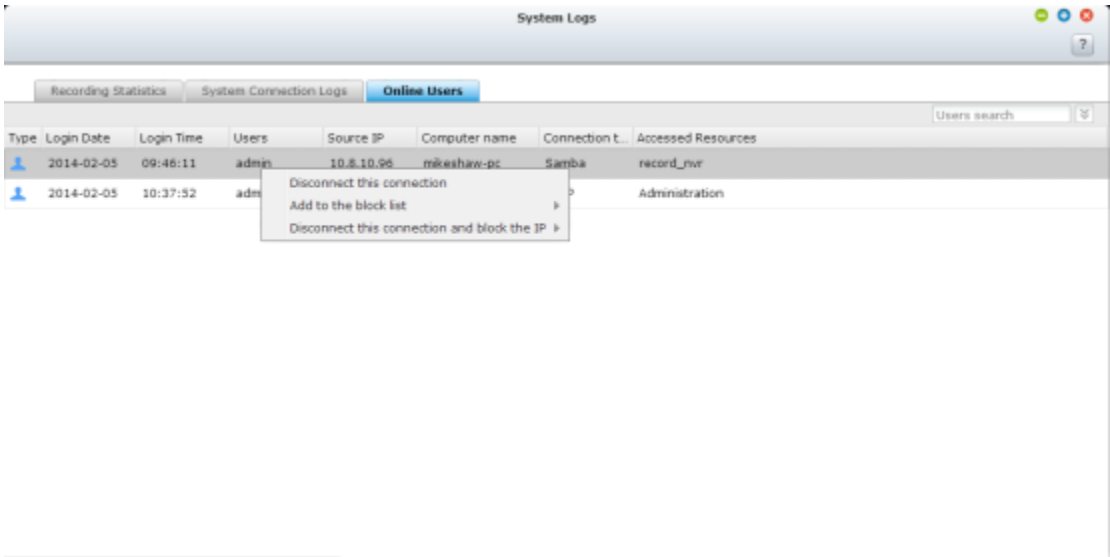 System Logs
?
Recording Statistics System Connection Logs Online Users
Users search
Type Login Date Login Time Users Source IP Computer name Connection t... Accessed Resources
2014-02-05 09:46:11 admin 10.8.10.96 mikeshaw-pc Samba record_nvr
Disconnect this connection
2014-02-05 10:37:52 Administration
Add to the block list
Disconnect this connection and block the IP